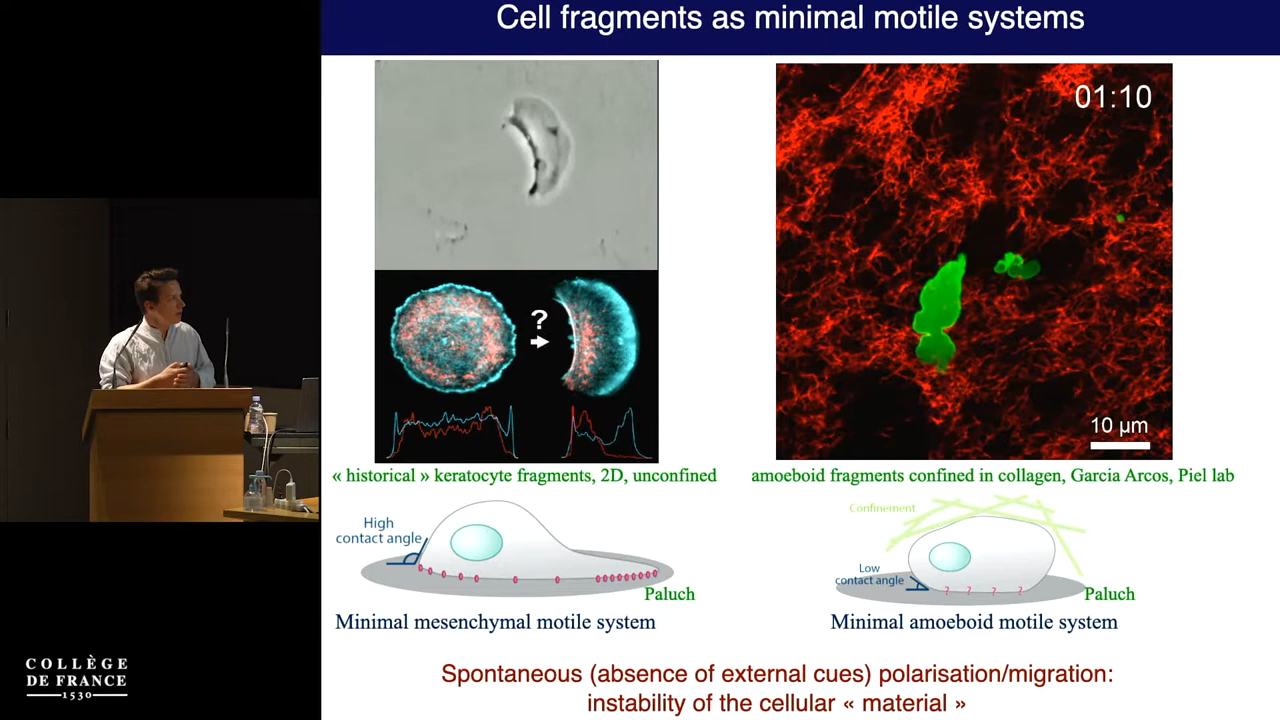 Cell fragments as minimal motile systems
01:10
?
10 µm
« historical » keratocyte fragments, 2D, unconfined
amoeboid fragments confined in collagen, Garcia Arcos, Piel lab
High
contact angle
Paluch
Minimal mesenchymal motile system
Confinement
Low
contact angle
? ? ? ?
Paluch
Minimal amoeboid motile system
Spontaneous (absence of external cues) polarisation/migration:
instability of the cellular « material »
COLLÈGE
DE FRANCE
1530